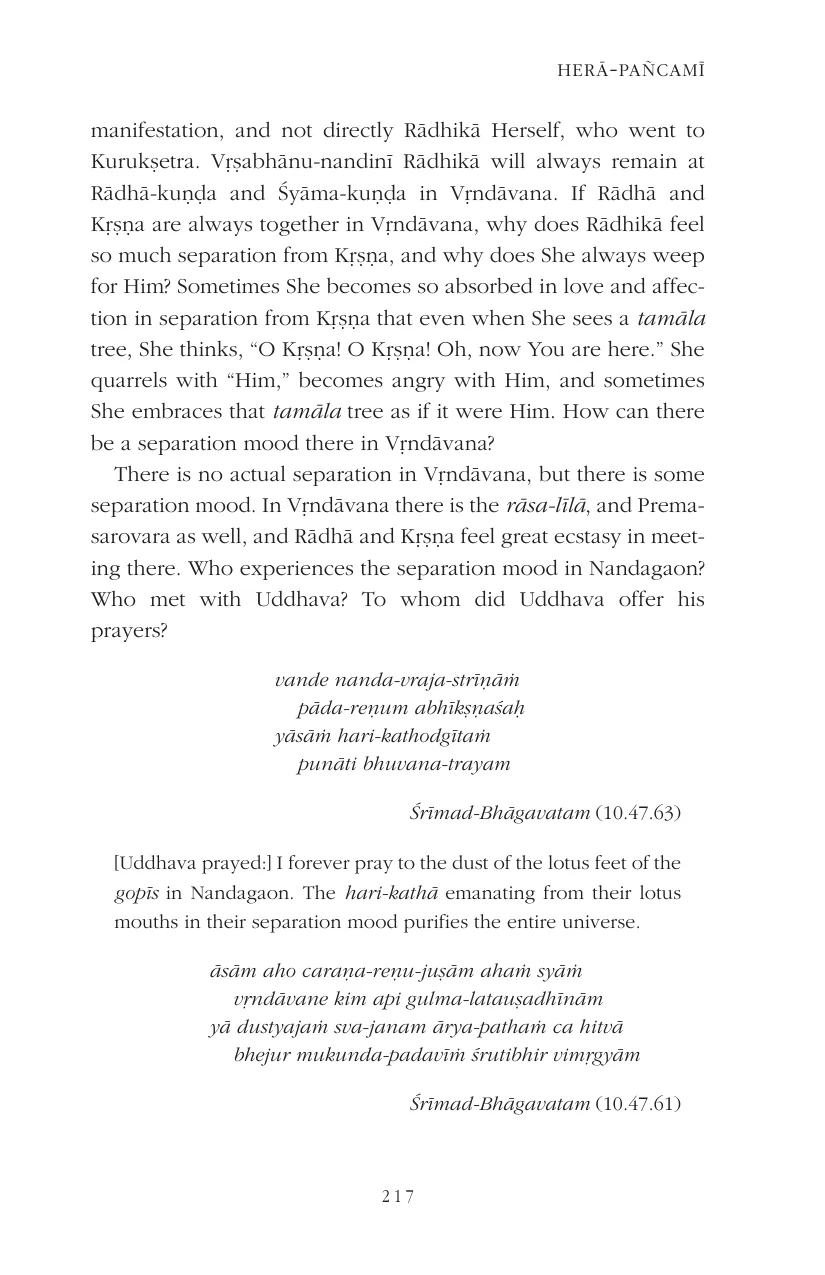 HERĀ-PAÑCAMĪ
manifestation, and not directly Rādhikā Herself, who went to
Kurukṣetra. Vṛṣabhānu-nandinī Rādhikā will always remain at
Rādhā-kuṇḍa and Śyāma-kuṇḍa in Vṛndāvana. If Rādhā and
Kṛṣṇa are always together in Vṛndāvana, why does Rādhikā feel
so much separation from Kṛṣṇa, and why does She always weep
for Him? Sometimes She becomes so absorbed in love and affec-
tion in separation from Kṛṣṇa that even when She sees a tamāla
tree, She thinks, “O Kṛṣṇa! O Kṛṣṇa! Oh, now You are here.” She
quarrels with “Him,” becomes angry with Him, and sometimes
She embraces that tamāla tree as if it were Him. How can there
be a separation mood there in Vṛndāvana?
There is no actual separation in Vṛndāvana, but there is some
separation mood. In Vṛndāvana there is the rāsa-līlā, and Prema-
sarovara as well, and Rādhā and Kṛṣṇa feel great ecstasy in meet-
ing there. Who experiences the separation mood in Nandagaon?
Who met with Uddhava? To whom did Uddhava offer his
prayers?
vande nanda-vraja-strīṇāṁ
pāda-reṇum abhīkṣṇaśaḥ
yāsāṁ hari-kathodgītaṁ
punāti bhuvana-trayam
Śrīmad-Bhāgavatam (10.47.63)
[Uddhava prayed:] I forever pray to the dust of the lotus feet of the
gopīs in Nandagaon. The hari-kathā emanating from their lotus
mouths in their separation mood purifies the entire universe.
āsām aho caraṇa-reṇu-juṣām ahaṁ syāṁ
vṛndāvane kim api gulma-latauṣadhīnām
yā dustyajaṁ sva-janam ārya-pathaṁ ca hitvā
bhejur mukunda-padavīṁ śrutibhir vimṛgyām
Śrīmad-Bhāgavatam (10.47.61)
217